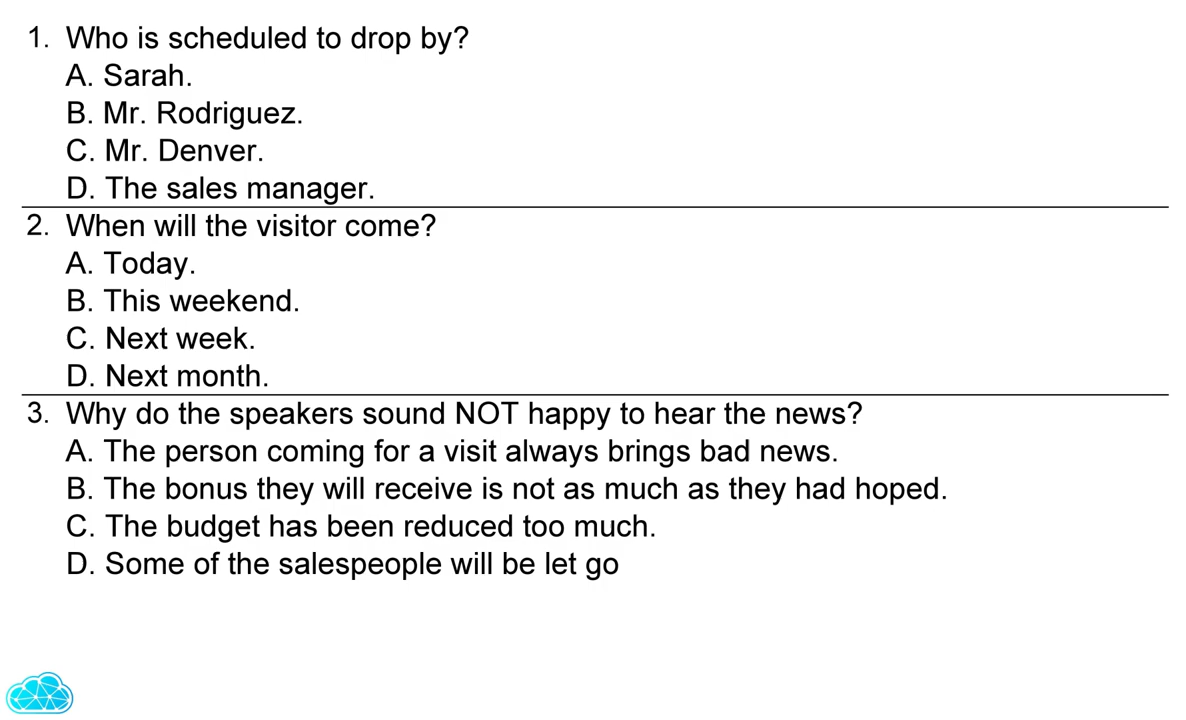 1. Who is scheduled to drop by?
A. Sarah.
B. Mr. Rodriguez.
C. Mr. Denver.
D. The sales manager.
2. When will the visitor come?
A. Today.
B. This weekend.
C. Next week.
D. Next month.
3. Why do the speakers sound NOT happy to hear the news?
A. The person coming for a visit always brings bad news.
B. The bonus they will receive is not as much as they had hoped.
C. The budget has been reduced too much.
D. Some of the salespeople will be let go